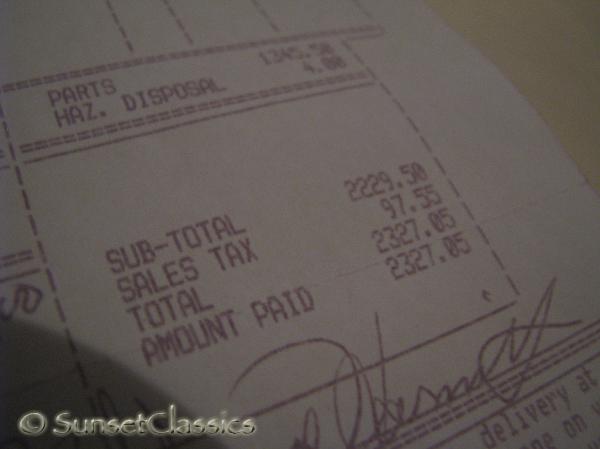 PARTS 1345.50
HAZ. DISPOSAL 4.00
SUB-TOTAL 2229.50
SALES TAX 97.55
TOTAL 2327.05
AMOUNT PAID 2327.05
delivery at
on
© SunsetClassics